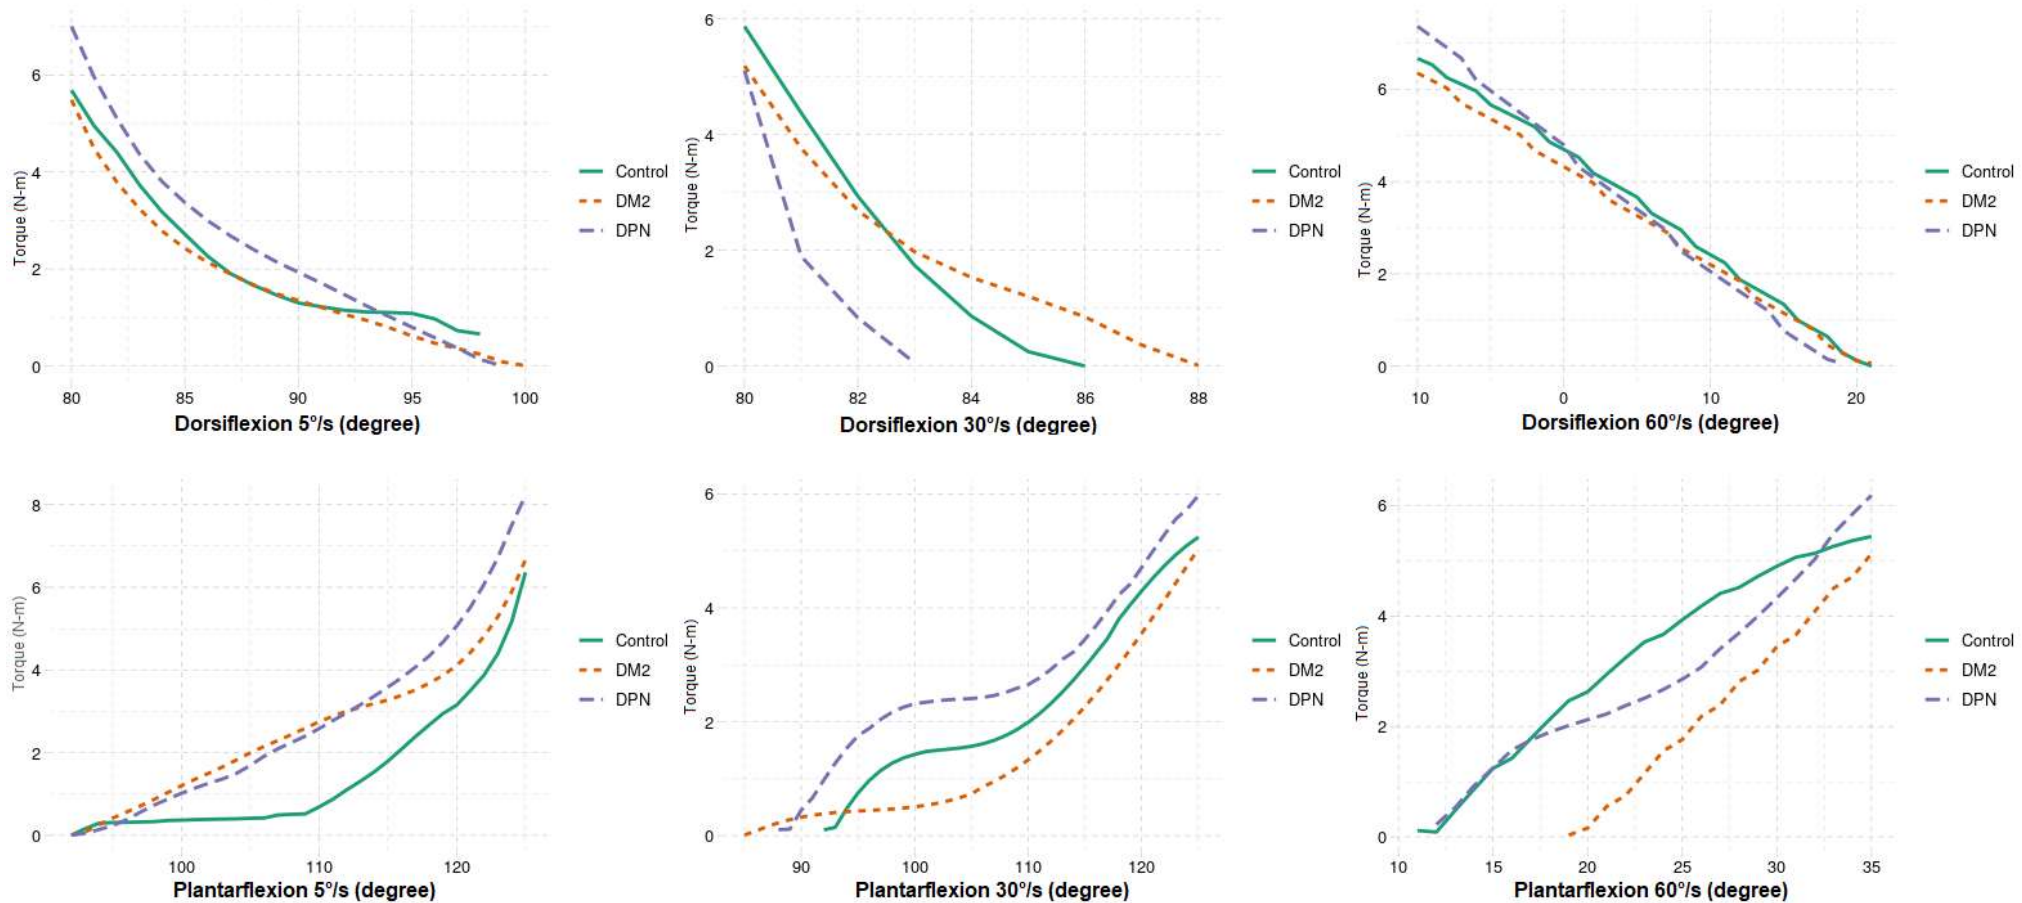 6
4
2
0
Torque (N-m)
80
85
90
95
100
Dorsiflexion 5°/s (degree)
Control
DM2
DPN
6
4
2
0
Torque (N-m)
80
82
84
86
88
Dorsiflexion 30°/s (degree)
Control
DM2
DPN
6
4
2
0
Torque (N-m)
10
0
10
20
Dorsiflexion 60°/s (degree)
Control
DM2
DPN
8
6
4
2
0
Torque (N-m)
100
110
120
Plantarflexion 5°/s (degree)
Control
DM2
DPN
6
4
2
0
Torque (N-m)
90
100
110
120
Plantarflexion 30°/s (degree)
Control
DM2
DPN
6
4
2
0
Torque (N-m)
10
15
20
25
30
35
Plantarflexion 60°/s (degree)
Control
DM2
DPN